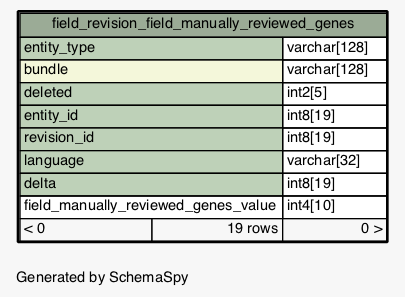 field_revision_field_manually_reviewed_genes
entity_type varchar[128]
bundle varchar[128]
deleted int2[5]
entity_id int8[19]
revision_id int8[19]
language varchar[32]
delta int8[19]
field_manually_reviewed_genes_value int4[10]
< 0 19 rows 0 >
Generated by SchemaSpy